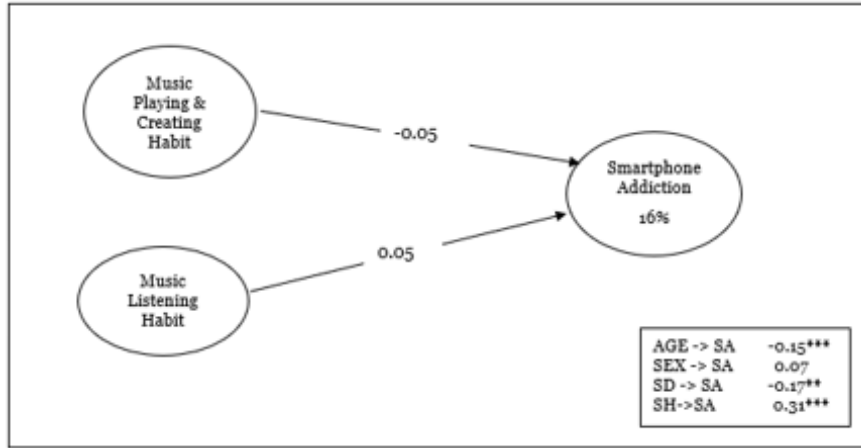 Music
Playing &
Creating
Habit
-0.05
Smartphone
Addiction
16%
0.05
Music
Listening
Habit
AGE -> SA -0.15***
SEX -> SA 0.07
SD -> SA -0.17**
SH->SA 0.31***